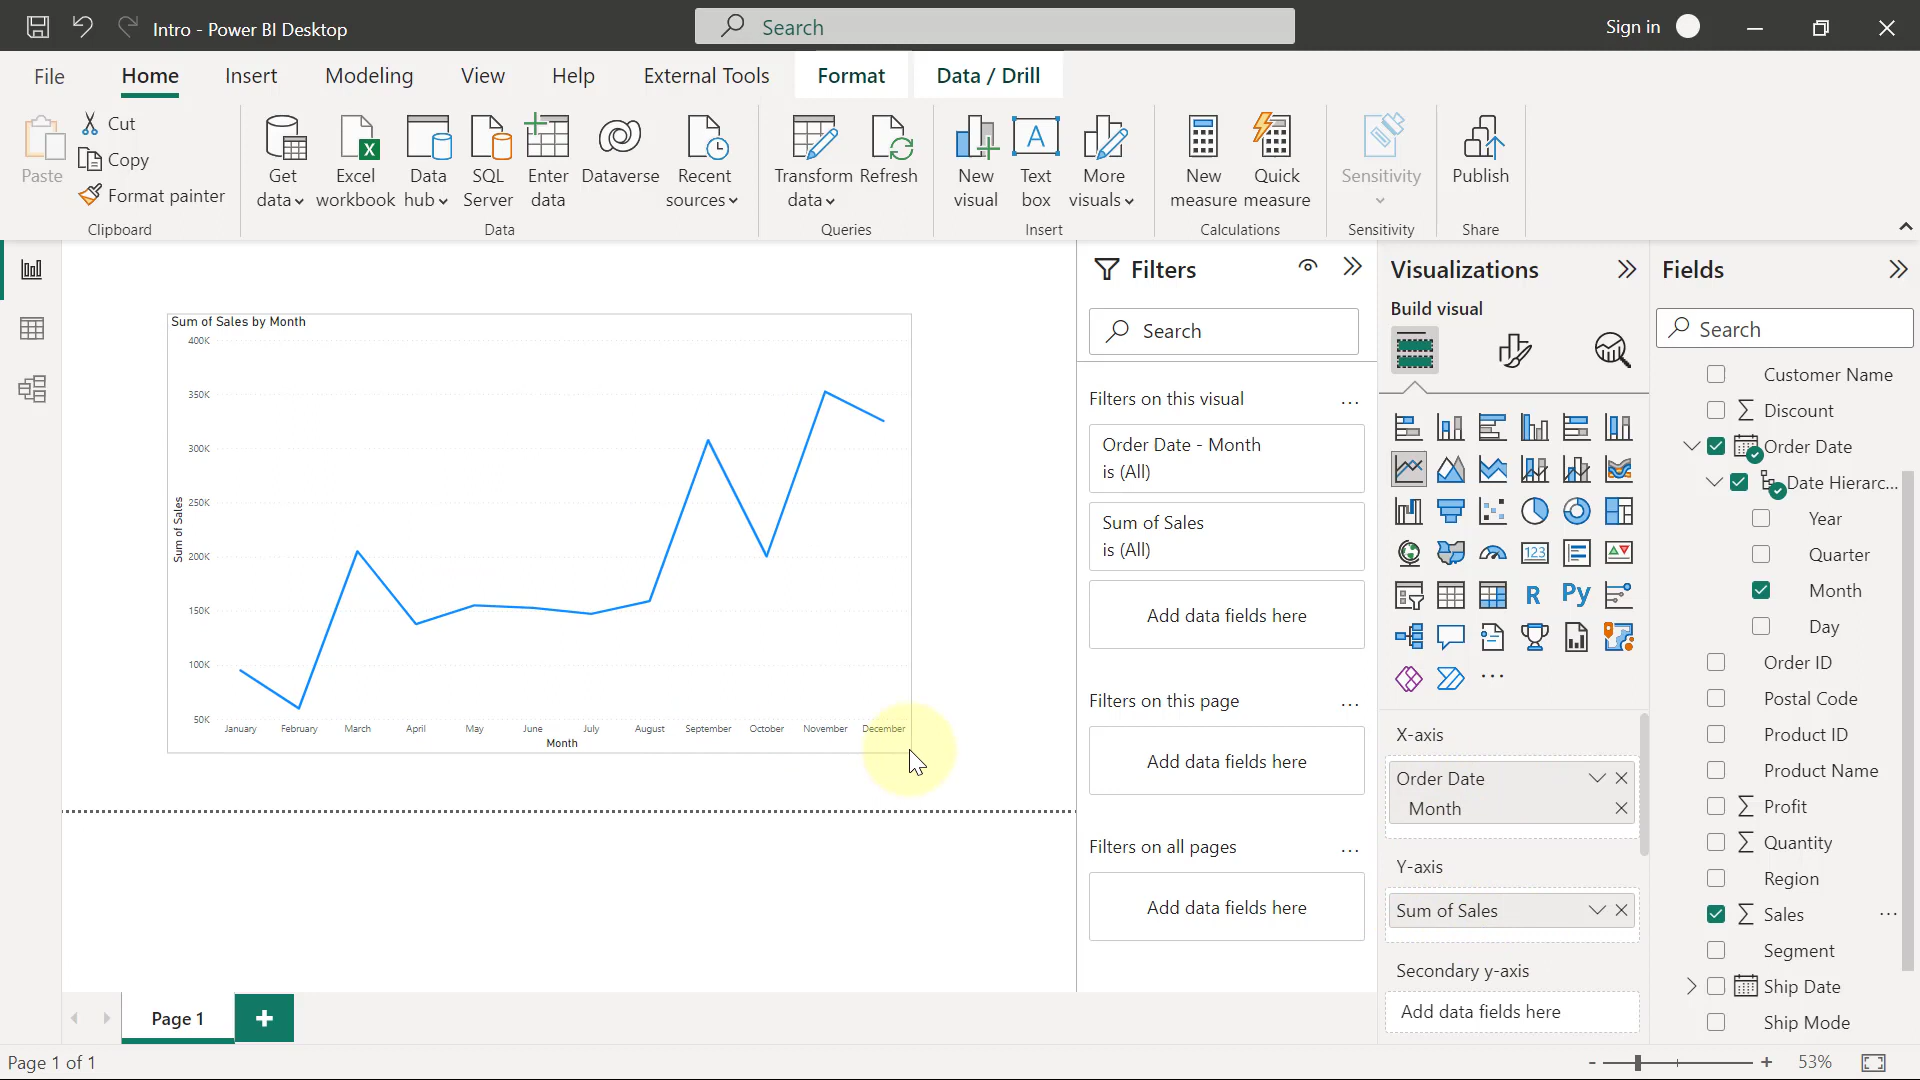 Intro - Power BI Desktop
Search
Sign in
File
Home
Insert
Modeling
View
Help
External Tools
Format
Data / Drill
Paste
Cut
Copy
Format painter
Clipboard
Get data
Excel workbook
Data hub
SQL Server
Enter data
Dataverse
Recent sources
Data
Transform data
Refresh
Queries
New visual
Text box
More visuals
Insert
New measure
Quick measure
Calculations
Sensitivity
Sensitivity
Publish
Share
Sum of Sales by Month
400K
350K
300K
250K
200K
150K
100K
50K
Sum of Sales
January
February
March
April
May
June
July
August
September
October
November
December
Month
Filters
Search
Filters on this visual
...
Order Date - Month
is (All)
Sum of Sales
is (All)
Add data fields here
Filters on this page
...
Add data fields here
Filters on all pages
...
Add data fields here
Visualizations
Build visual
123
R
Py
...
X-axis
Order Date
Month
Y-axis
Sum of Sales
Secondary y-axis
Add data fields here
Fields
Search
Customer Name
Discount
Order Date
Date Hierarc...
Year
Quarter
Month
Day
Order ID
Postal Code
Product ID
Product Name
Profit
Quantity
Region
Sales
...
Segment
Ship Date
Ship Mode
Page 1
Page 1 of 1
53%